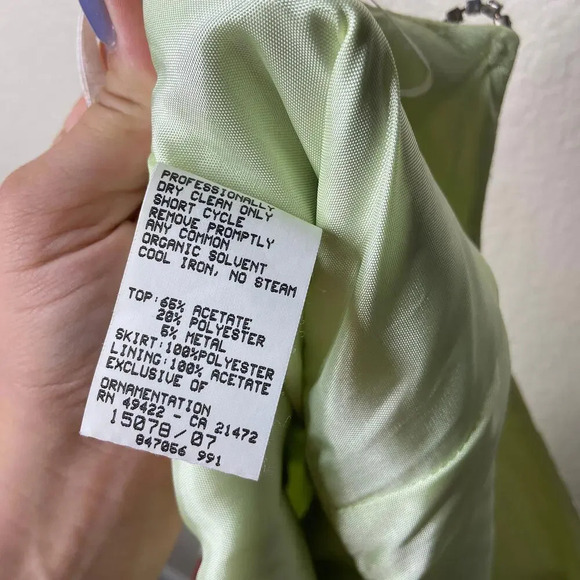 PROFESSIONALLY
DRY CLEAN ONLY
SHORT CYCLE
REMOVE PROMPTLY
ANY COMMON
ORGANIC SOLVENT
COOL IRON, NO STEAM
TOP:65% ACETATE
20% POLYESTER
5% METAL
SKIRT:100%POLYESTER
LINING:100% ACETATE
EXCLUSIVE OF
ORNAMENTATION
RN 49422 - CA 21472
15078/07
847056 991